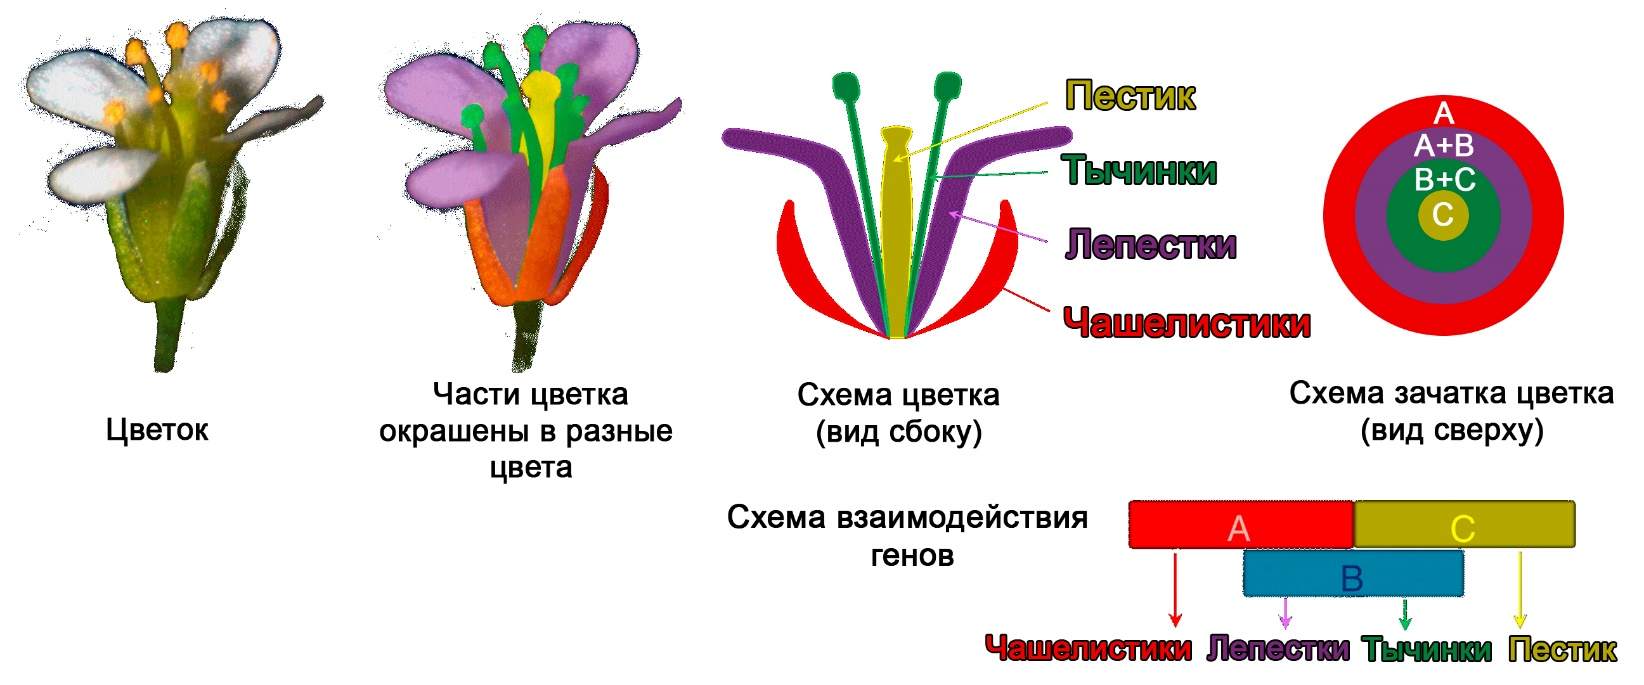 Пестик
Тычинки
Лепестки
Чашелистики
A
A+B
B+C
C
Цветок
Части цветка
окрашены в разные
цвета
Схема цветка
(вид сбоку)
Схема зачатка цветка
(вид сверху)
Схема взаимодействия
генов
A
C
B
Чашелистики
Лепестки
Тычинки
Пестик